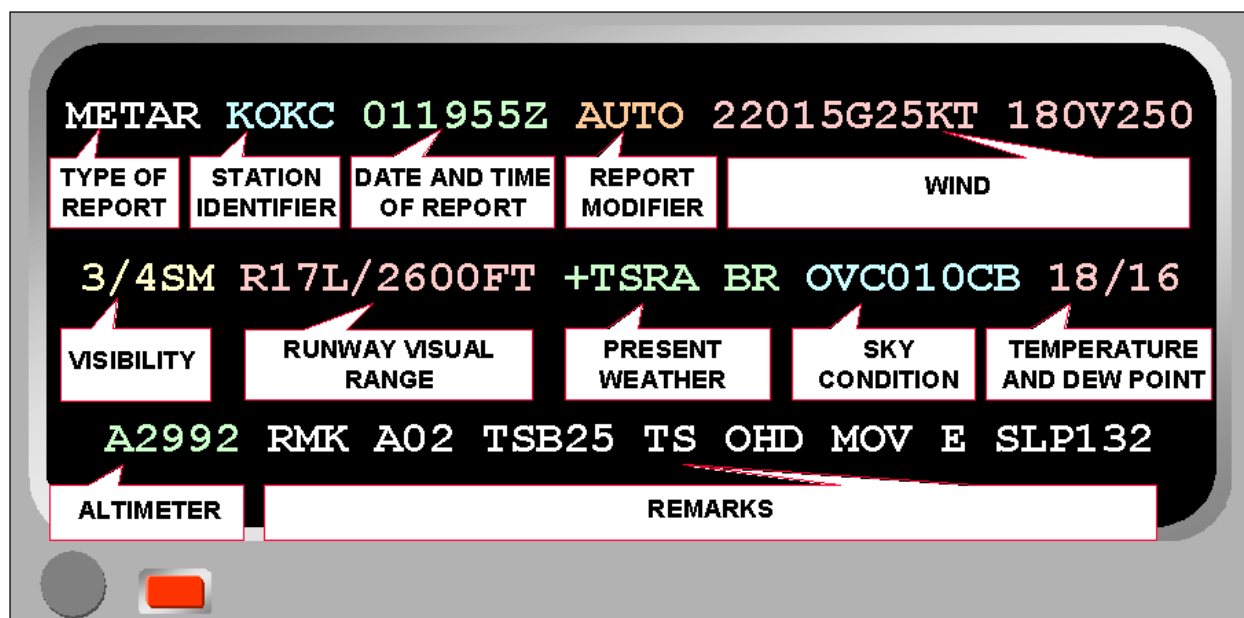 METAR KOKC 011955Z AUTO 22015G25KT 180V250
TYPE OF REPORT
STATION IDENTIFIER
DATE AND TIME OF REPORT
REPORT MODIFIER
WIND
3/4SM R17L/2600FT +TSRA BR OVC010CB 18/16
VISIBILITY
RUNWAY VISUAL RANGE
PRESENT WEATHER
SKY CONDITION
TEMPERATURE AND DEW POINT
A2992 RMK A02 TSB25 TS OHD MOV E SLP132
ALTIMETER
REMARKS